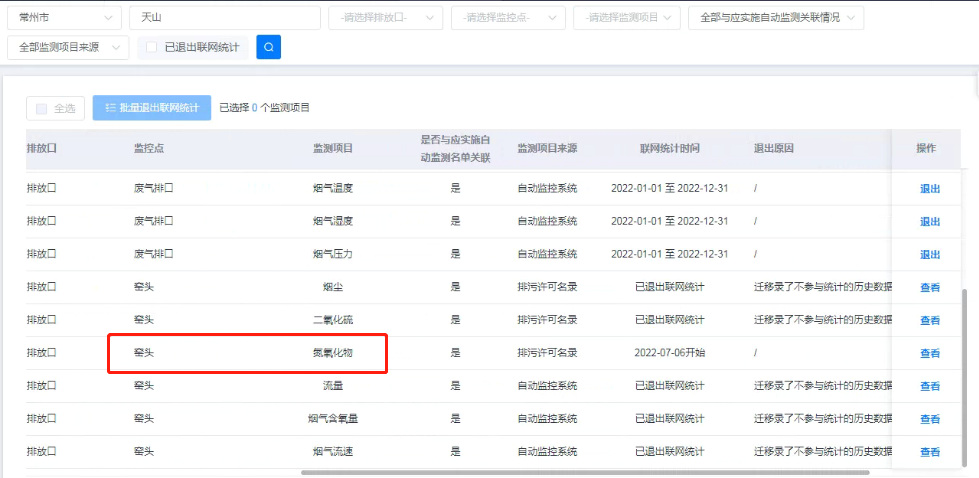 常州市 天山 -请选择排放口- -请选择监控点- -请选择监测项目 全部与应实施自动监测关联情况
全部监测项目来源 已退出联网统计
全选 批量退出联网统计 已选择 0 个监测项目
排放口 监控点 监测项目 是否与应实施自动监测名单关联 监测项目来源 联网统计时间 退出原因 操作
排放口 废气排口 烟气温度 是 自动监控系统 2022-01-01 至 2022-12-31 / 退出
排放口 废气排口 烟气湿度 是 自动监控系统 2022-01-01 至 2022-12-31 / 退出
排放口 废气排口 烟气压力 是 自动监控系统 2022-01-01 至 2022-12-31 / 退出
排放口 窑头 烟尘 是 排污许可名录 已退出联网统计 迁移录了不参与统计的历史数据 查看
排放口 窑头 二氧化硫 是 排污许可名录 已退出联网统计 迁移录了不参与统计的历史数据 查看
排放口 窑头 氮氧化物 是 排污许可名录 2022-07-06开始 / 查看
排放口 窑头 流量 是 自动监控系统 已退出联网统计 迁移录了不参与统计的历史数据 查看
排放口 窑头 烟气含氧量 是 自动监控系统 已退出联网统计 迁移录了不参与统计的历史数据 查看
排放口 窑头 烟气流速 是 自动监控系统 已退出联网统计 迁移录了不参与统计的历史数据 查看